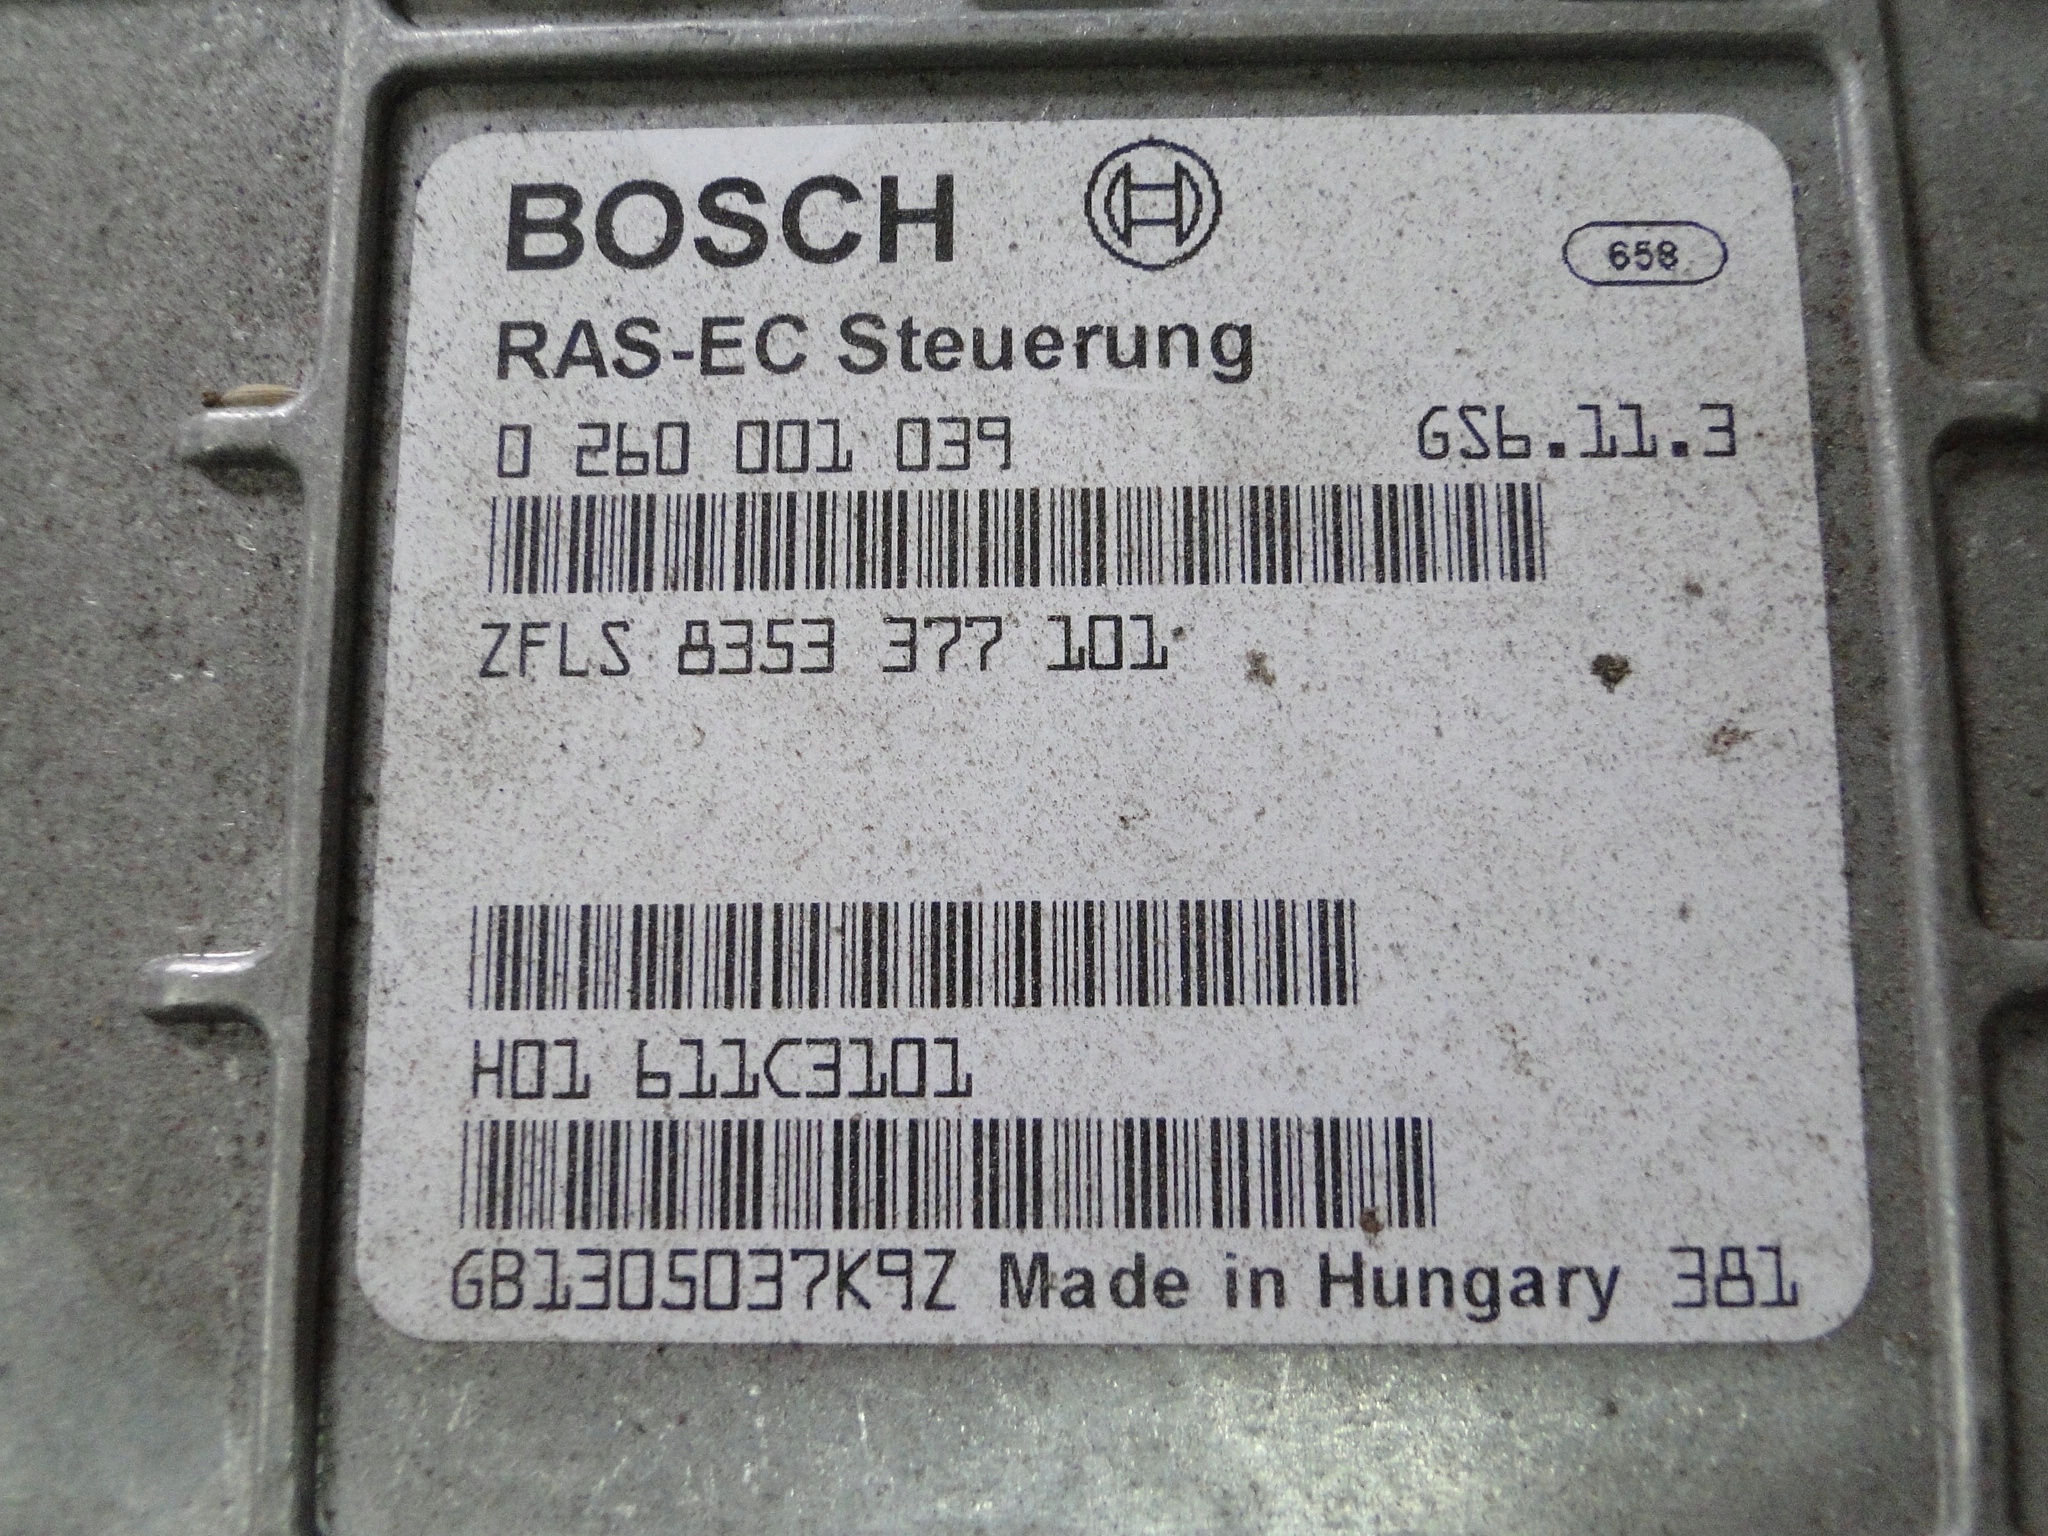 BOSCH
658
RAS-EC Steuerung
0 260 001 039 GS6.11.3
ZFLS 8353 377 101
H01 611C3101
GB1305037K9Z Made in Hungary 381